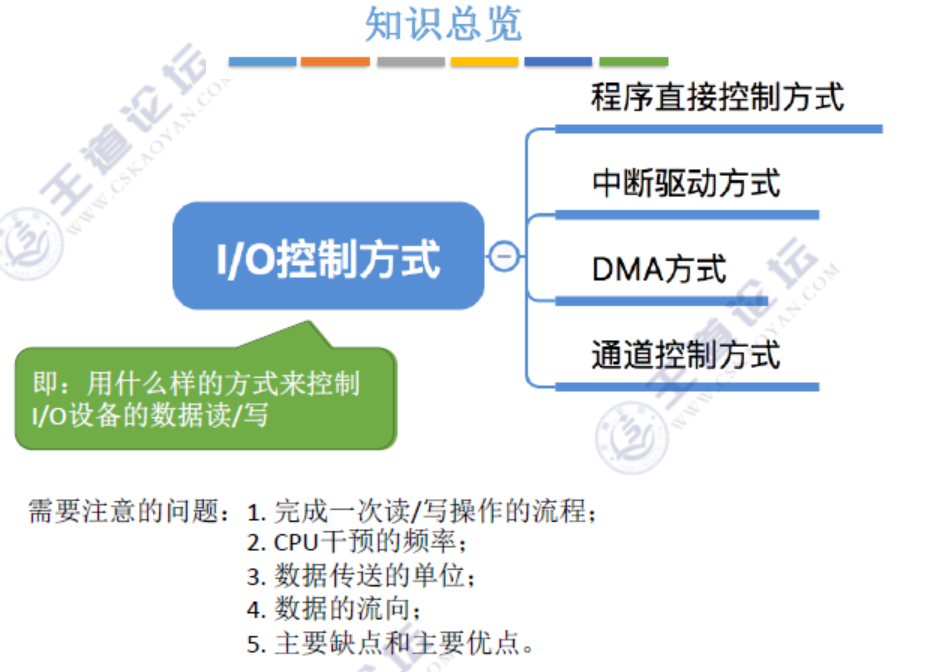 知识总览
程序直接控制方式
中断驱动方式
I/O控制方式
DMA方式
通道控制方式
即：用什么样的方式来控制
I/O设备的数据读/写
需要注意的问题：1. 完成一次读/写操作的流程；
2. CPU干预的频率；
3. 数据传送的单位；
4. 数据的流向；
5. 主要缺点和主要优点。
王道论坛
WWW.CSKAOYAN.COM
王道论坛
WWW.CSKAOYAN.COM